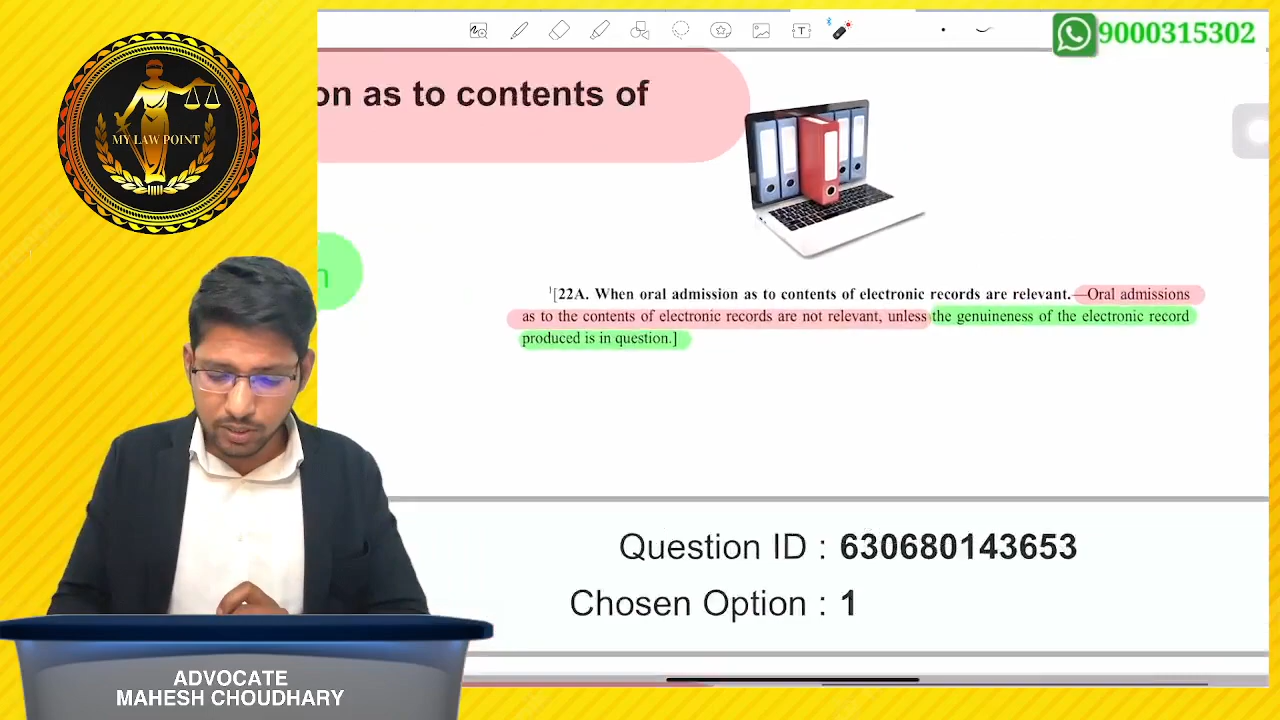 9000315302
on as to contents of
MY LAW POINT
n
¹[22A. When oral admission as to contents of electronic records are relevant.—Oral admissions
as to the contents of electronic records are not relevant, unless the genuineness of the electronic record
produced is in question.]
Question ID : 630680143653
Chosen Option : 1
ADVOCATE
MAHESH CHOUDHARY